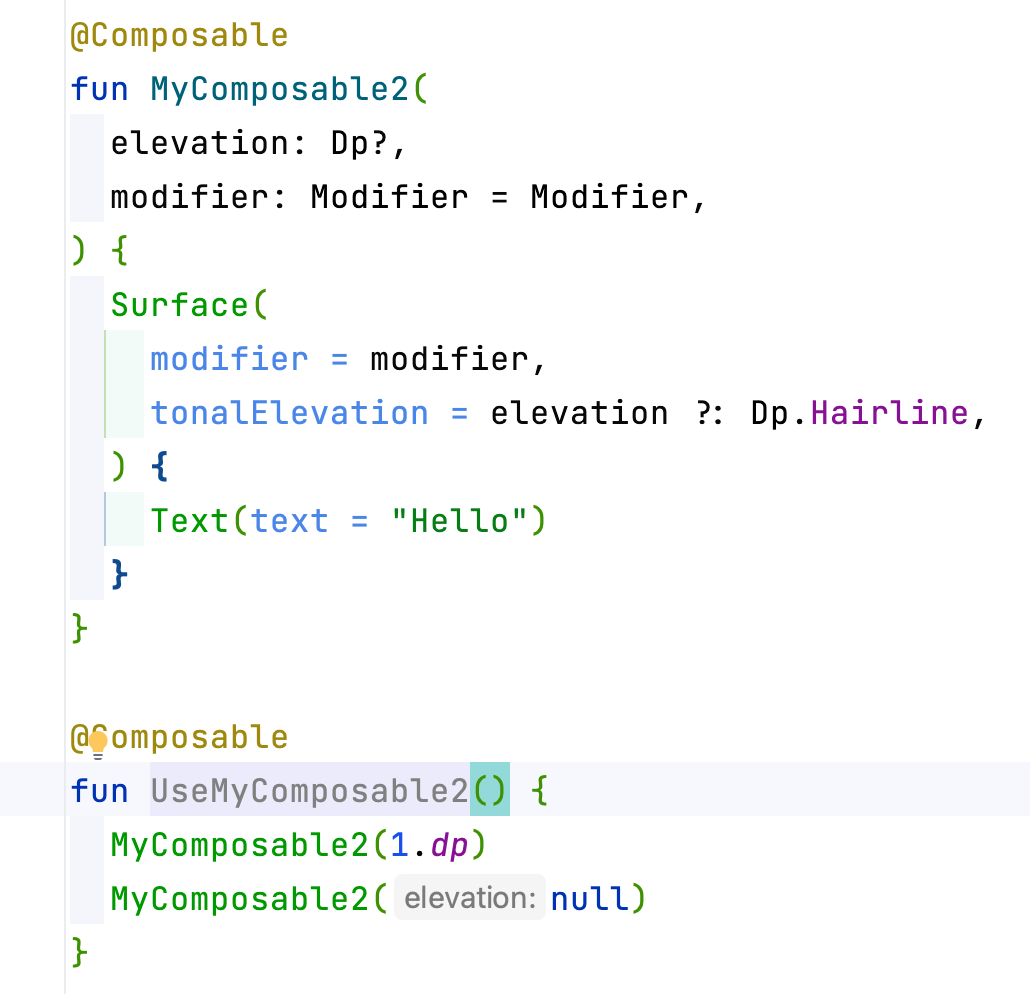 @Composable
fun MyComposable2(
  elevation: Dp?,
  modifier: Modifier = Modifier,
) {
  Surface(
    modifier = modifier,
    tonalElevation = elevation ?: Dp.Hairline,
  ) {
    Text(text = "Hello")
  }
}

@Composable
fun UseMyComposable2() {
  MyComposable2(1.dp)
  MyComposable2( elevation: null)
}